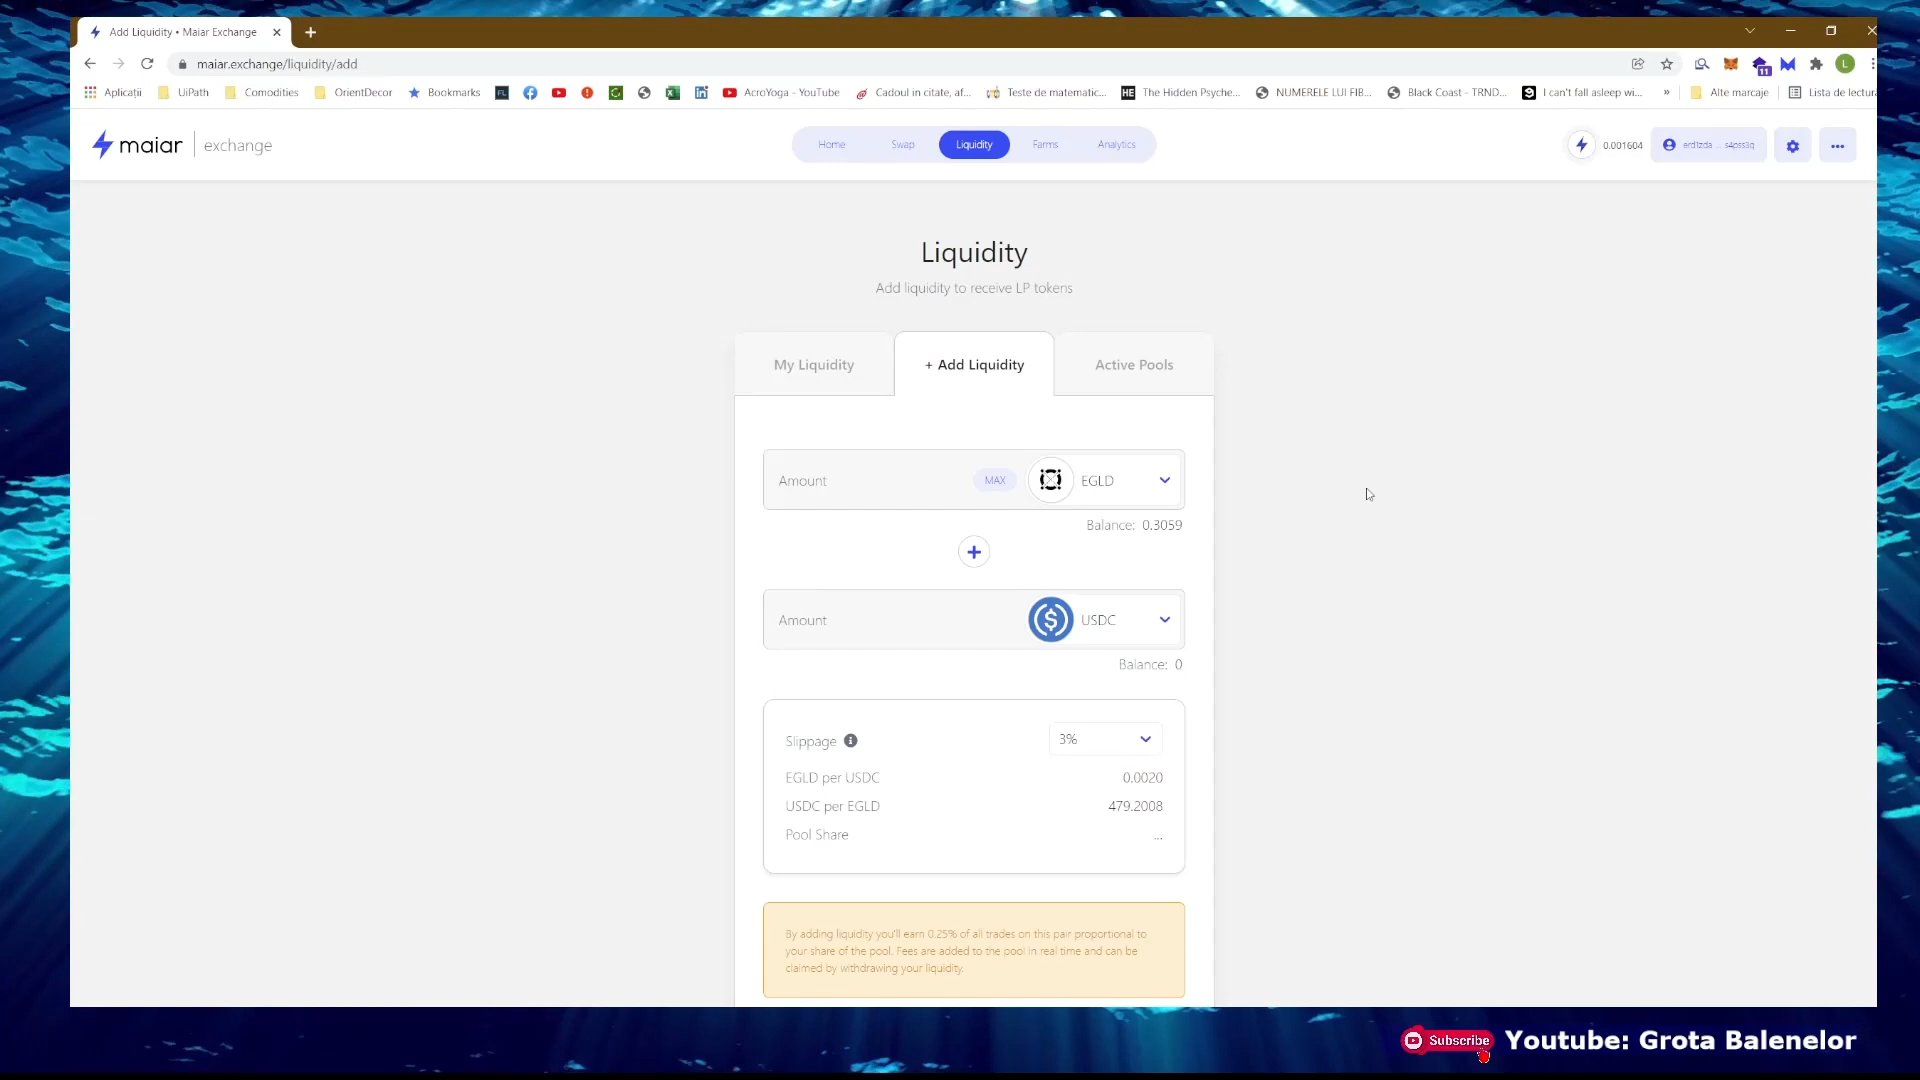 Add Liquidity • Maiar Exchange
maiar.exchange/liquidity/add
11
L
Aplicații
UiPath
Comodities
OrientDecor
Bookmarks
AcroYoga - YouTube
Cadoul in citate, af...
Teste de matematic...
HE
The Hidden Psyche...
NUMERELE LUI FIB...
Black Coast - TRND...
I can't fall asleep wi...
»
Alte marcaje
Lista de lectur
maiar
exchange
Home
Swap
Liquidity
Farms
Analytics
0.001604
erd1zda ... s4pss3q
Liquidity
Add liquidity to receive LP tokens
My Liquidity
+ Add Liquidity
Active Pools
Amount
MAX
EGLD
Balance: 0.3059
Amount
USDC
Balance: 0
Slippage
3%
EGLD per USDC
0.0020
USDC per EGLD
479.2008
Pool Share
...
By adding liquidity you'll earn 0.25% of all trades on this pair proportional to
your share of the pool. Fees are added to the pool in real time and can be
claimed by withdrawing your liquidity.
Subscribe
Youtube: Grota Balenelor